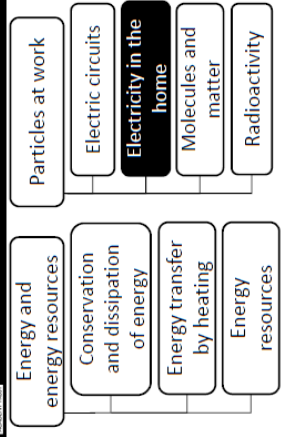 Energy and
energy resources
Conservation
and dissipation
of energy
Energy transfer
by heating
Energy
resources
Particles at work
Electric circuits
Electricity in the
home
Molecules and
matter
Radioactivity